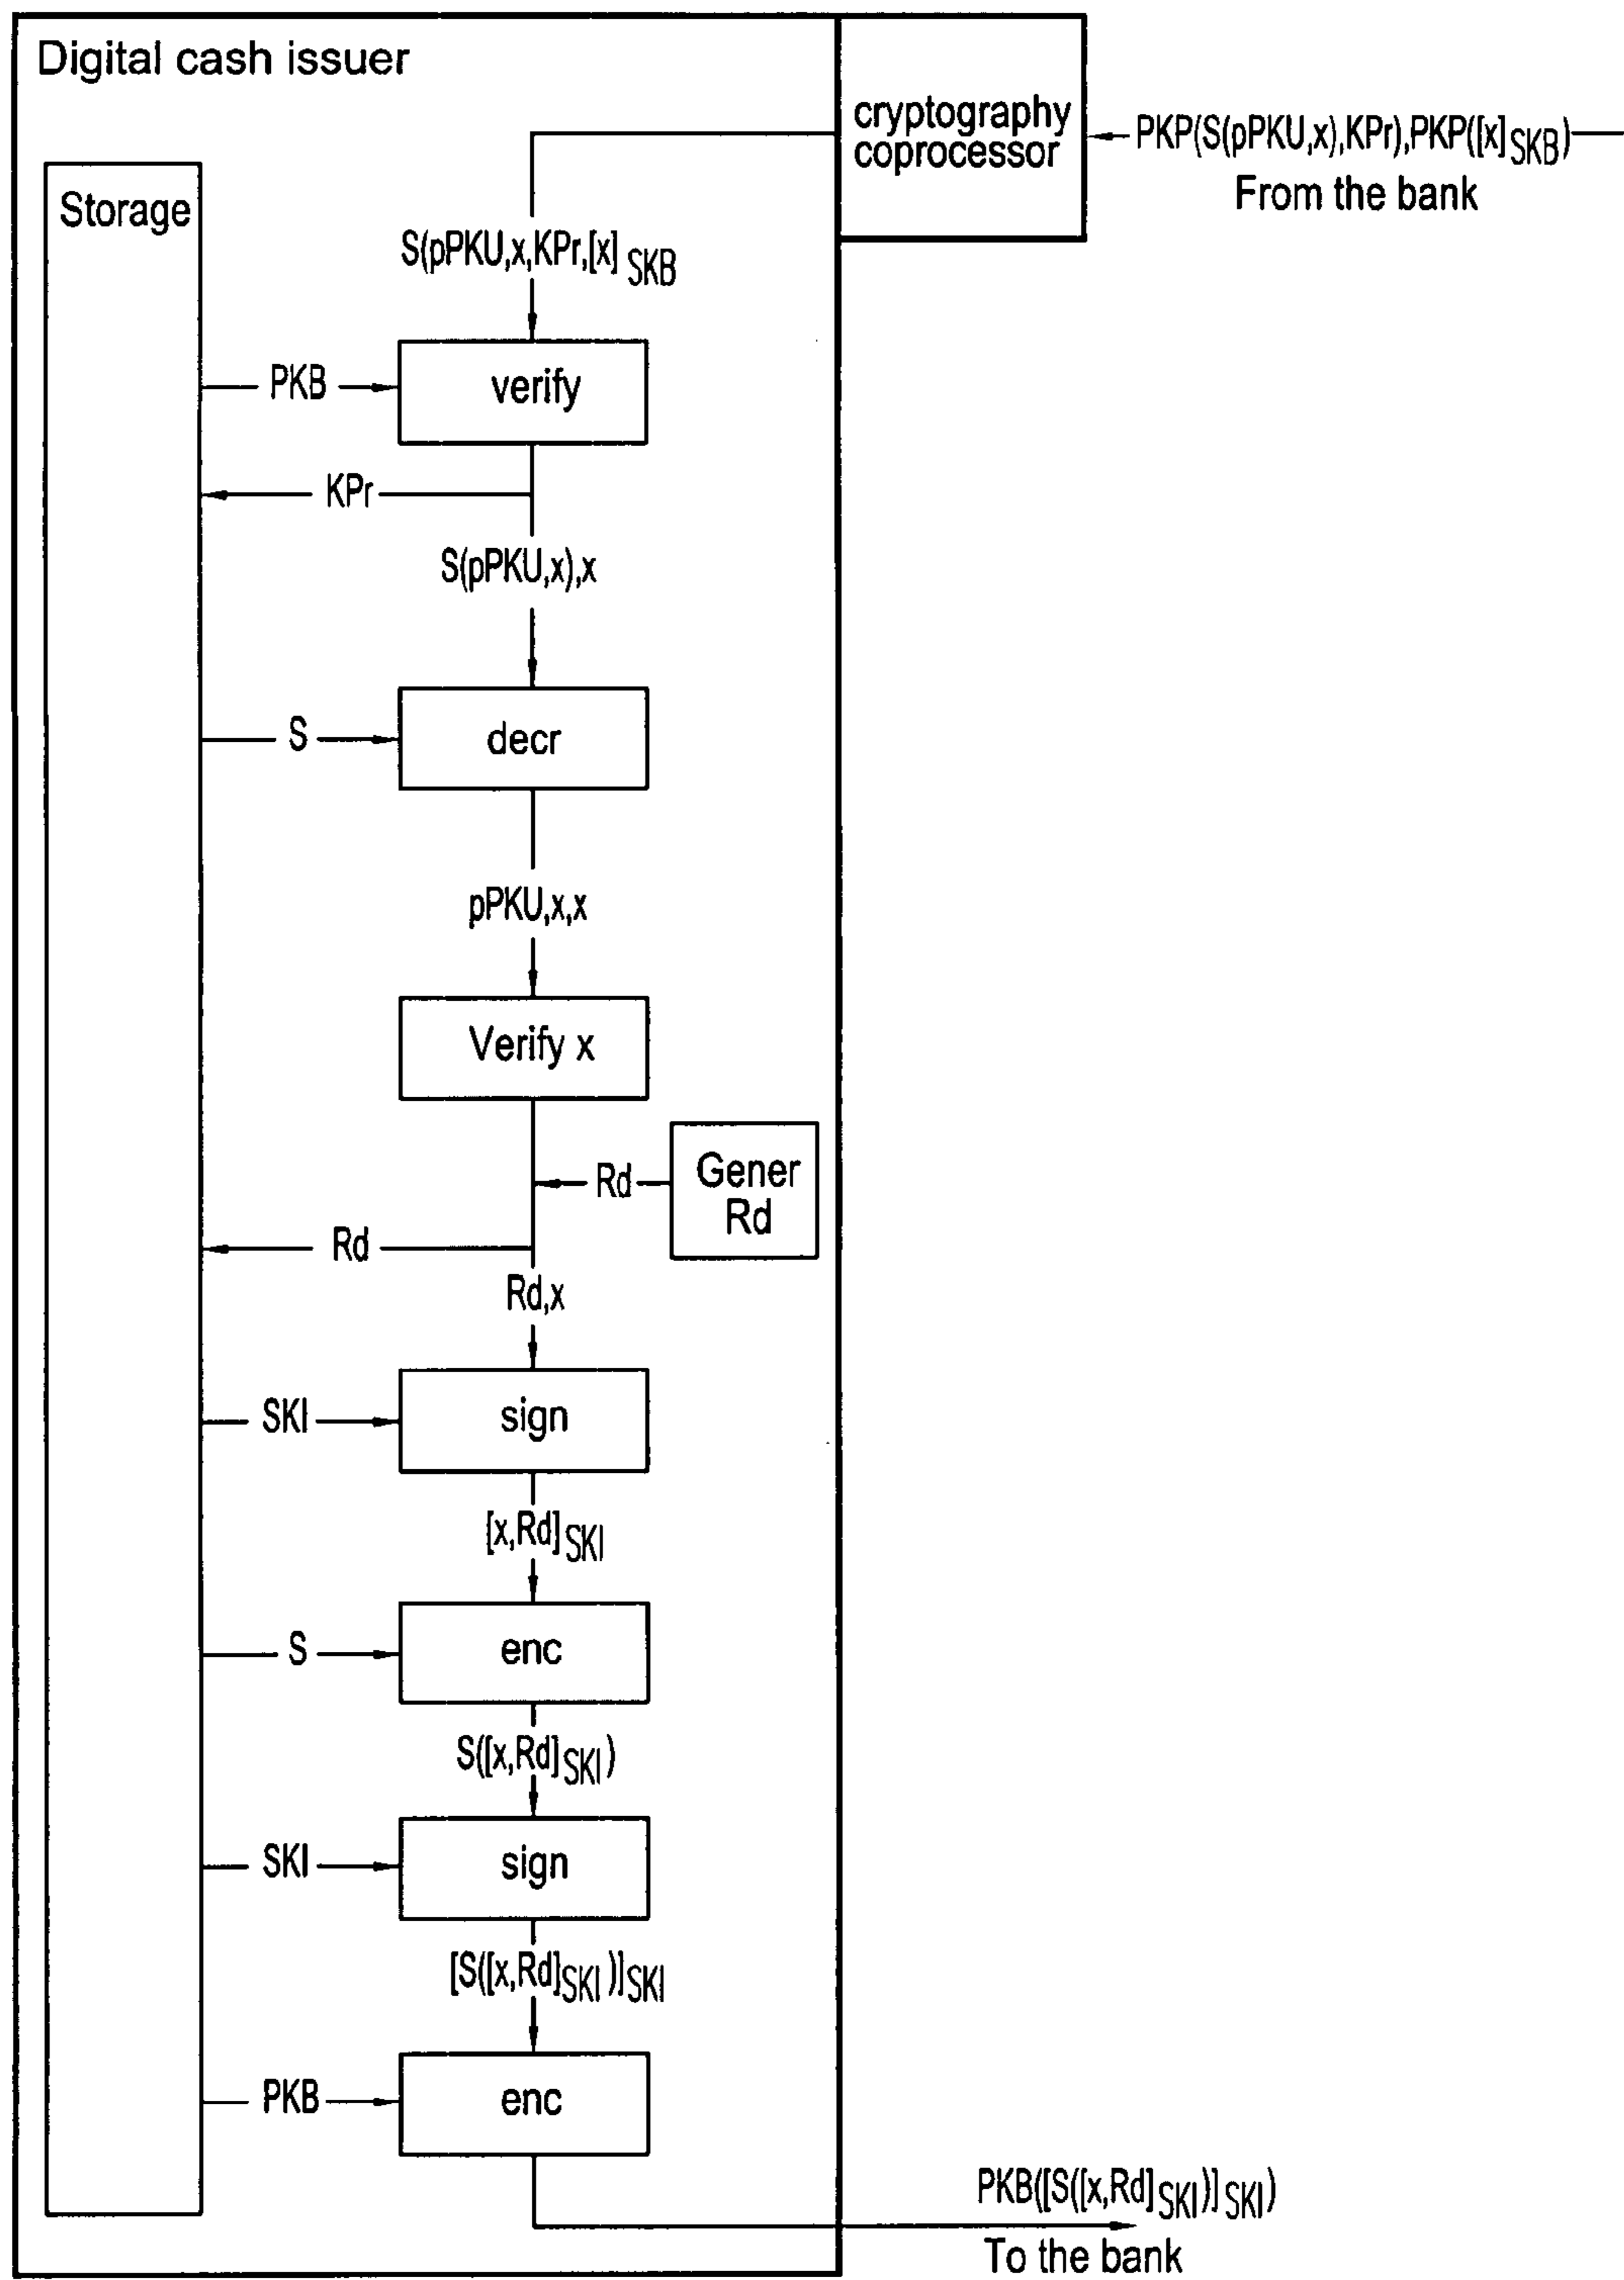 Digital cash issuer
cryptography
coprocessor
PKP(S(pPKU,x),KPr),PKP([x]SKB)
From the bank
Storage
S(pPKU,x,KPr,[x] SKB
PKB
verify
KPr
S(pPKU,x),x
S
decr
pPKU,x,x
Verify x
Rd
Gener
Rd
Rd
Rd,x
SKI
sign
[x,Rd]SKI
S
enc
S([x,Rd]SKI)
SKI
sign
[S([x,Rd]SKI)]SKI
PKB
enc
PKB([S([x,Rd]SKI)]SKI)
To the bank